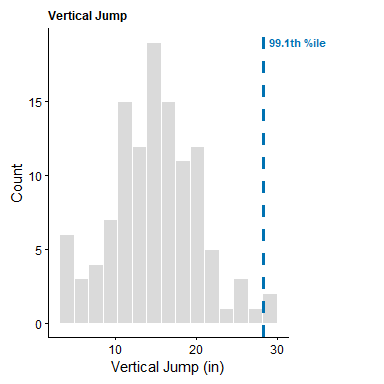 Vertical Jump
99.1th %ile
15
10
5
0
Count
10 20 30
Vertical Jump (in)